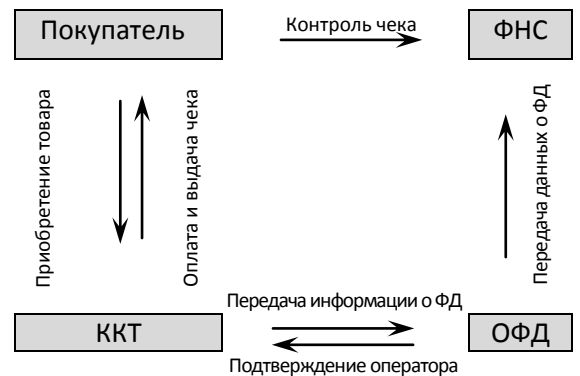 Покупатель
Контроль чека
ФНС
Приобретение товара
Оплата и выдача чека
Передача данных о ФД
Передача информации о ФД
ККТ
ОФД
Подтверждение оператора